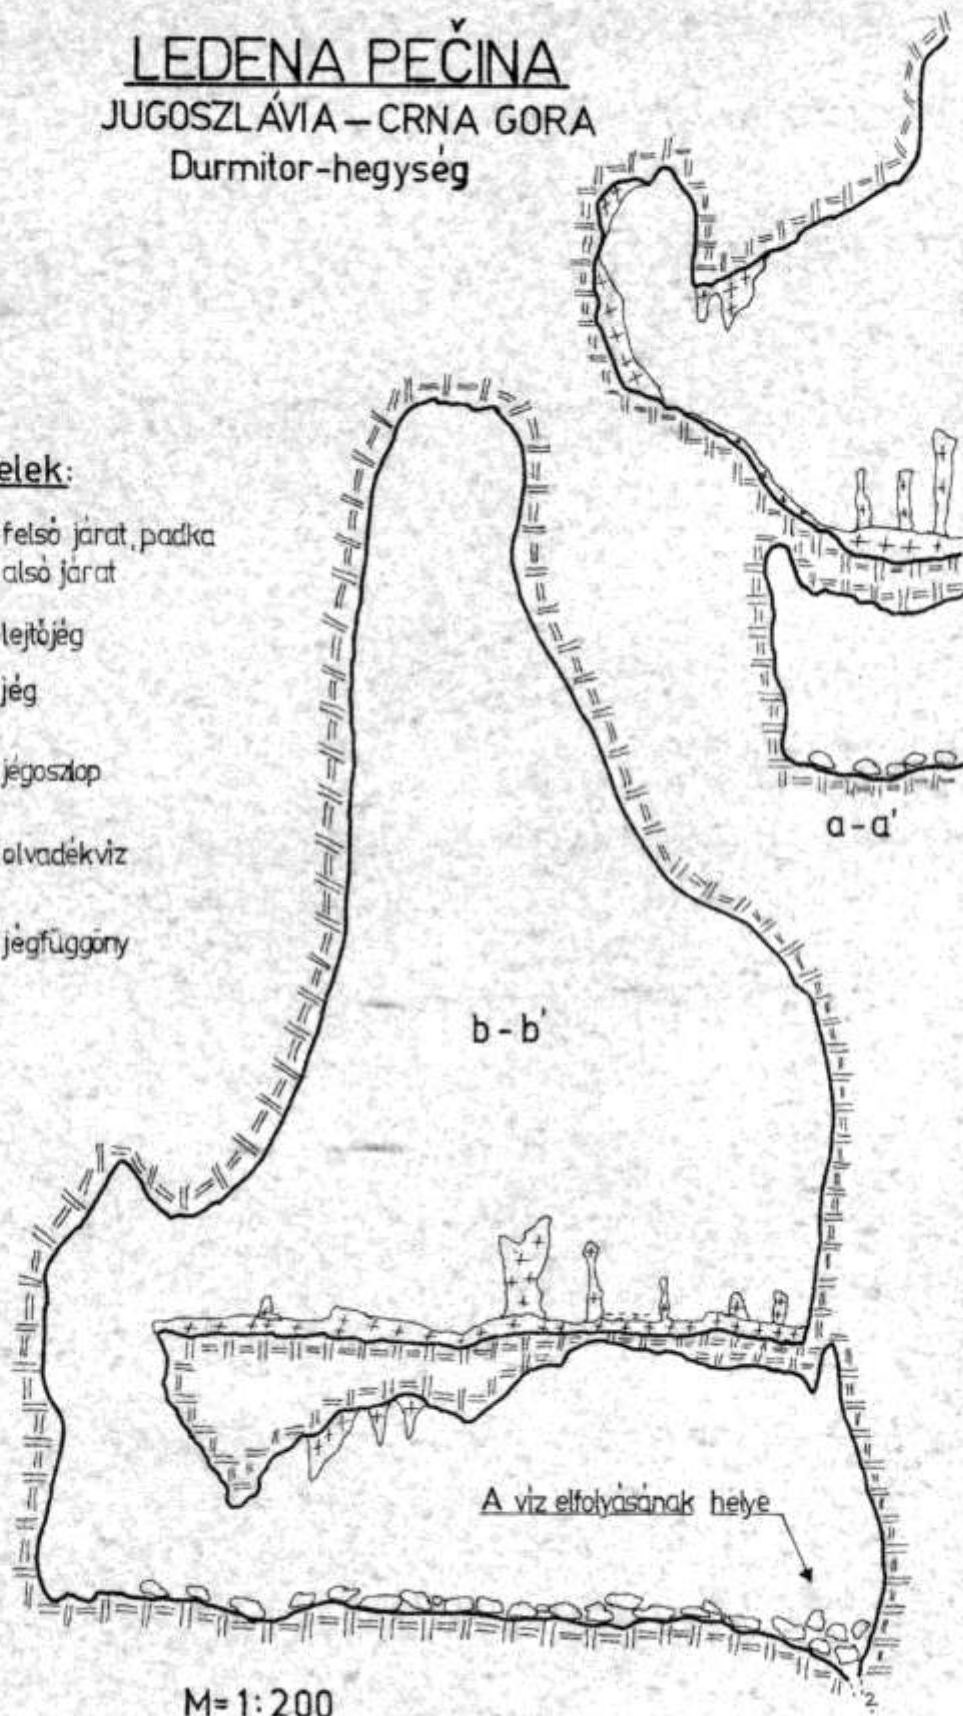 LEDENA PEČINA
JUGOSZLÁVIA – CRNA GORA
Durmitor-hegység
elek:
felső járat, padka
alsó járat
lejtőjég
jég
jégoszlop
olvadékvíz
jégfüggöny
a - a'
b - b'
A víz elfolyásának helye
?
M= 1: 200